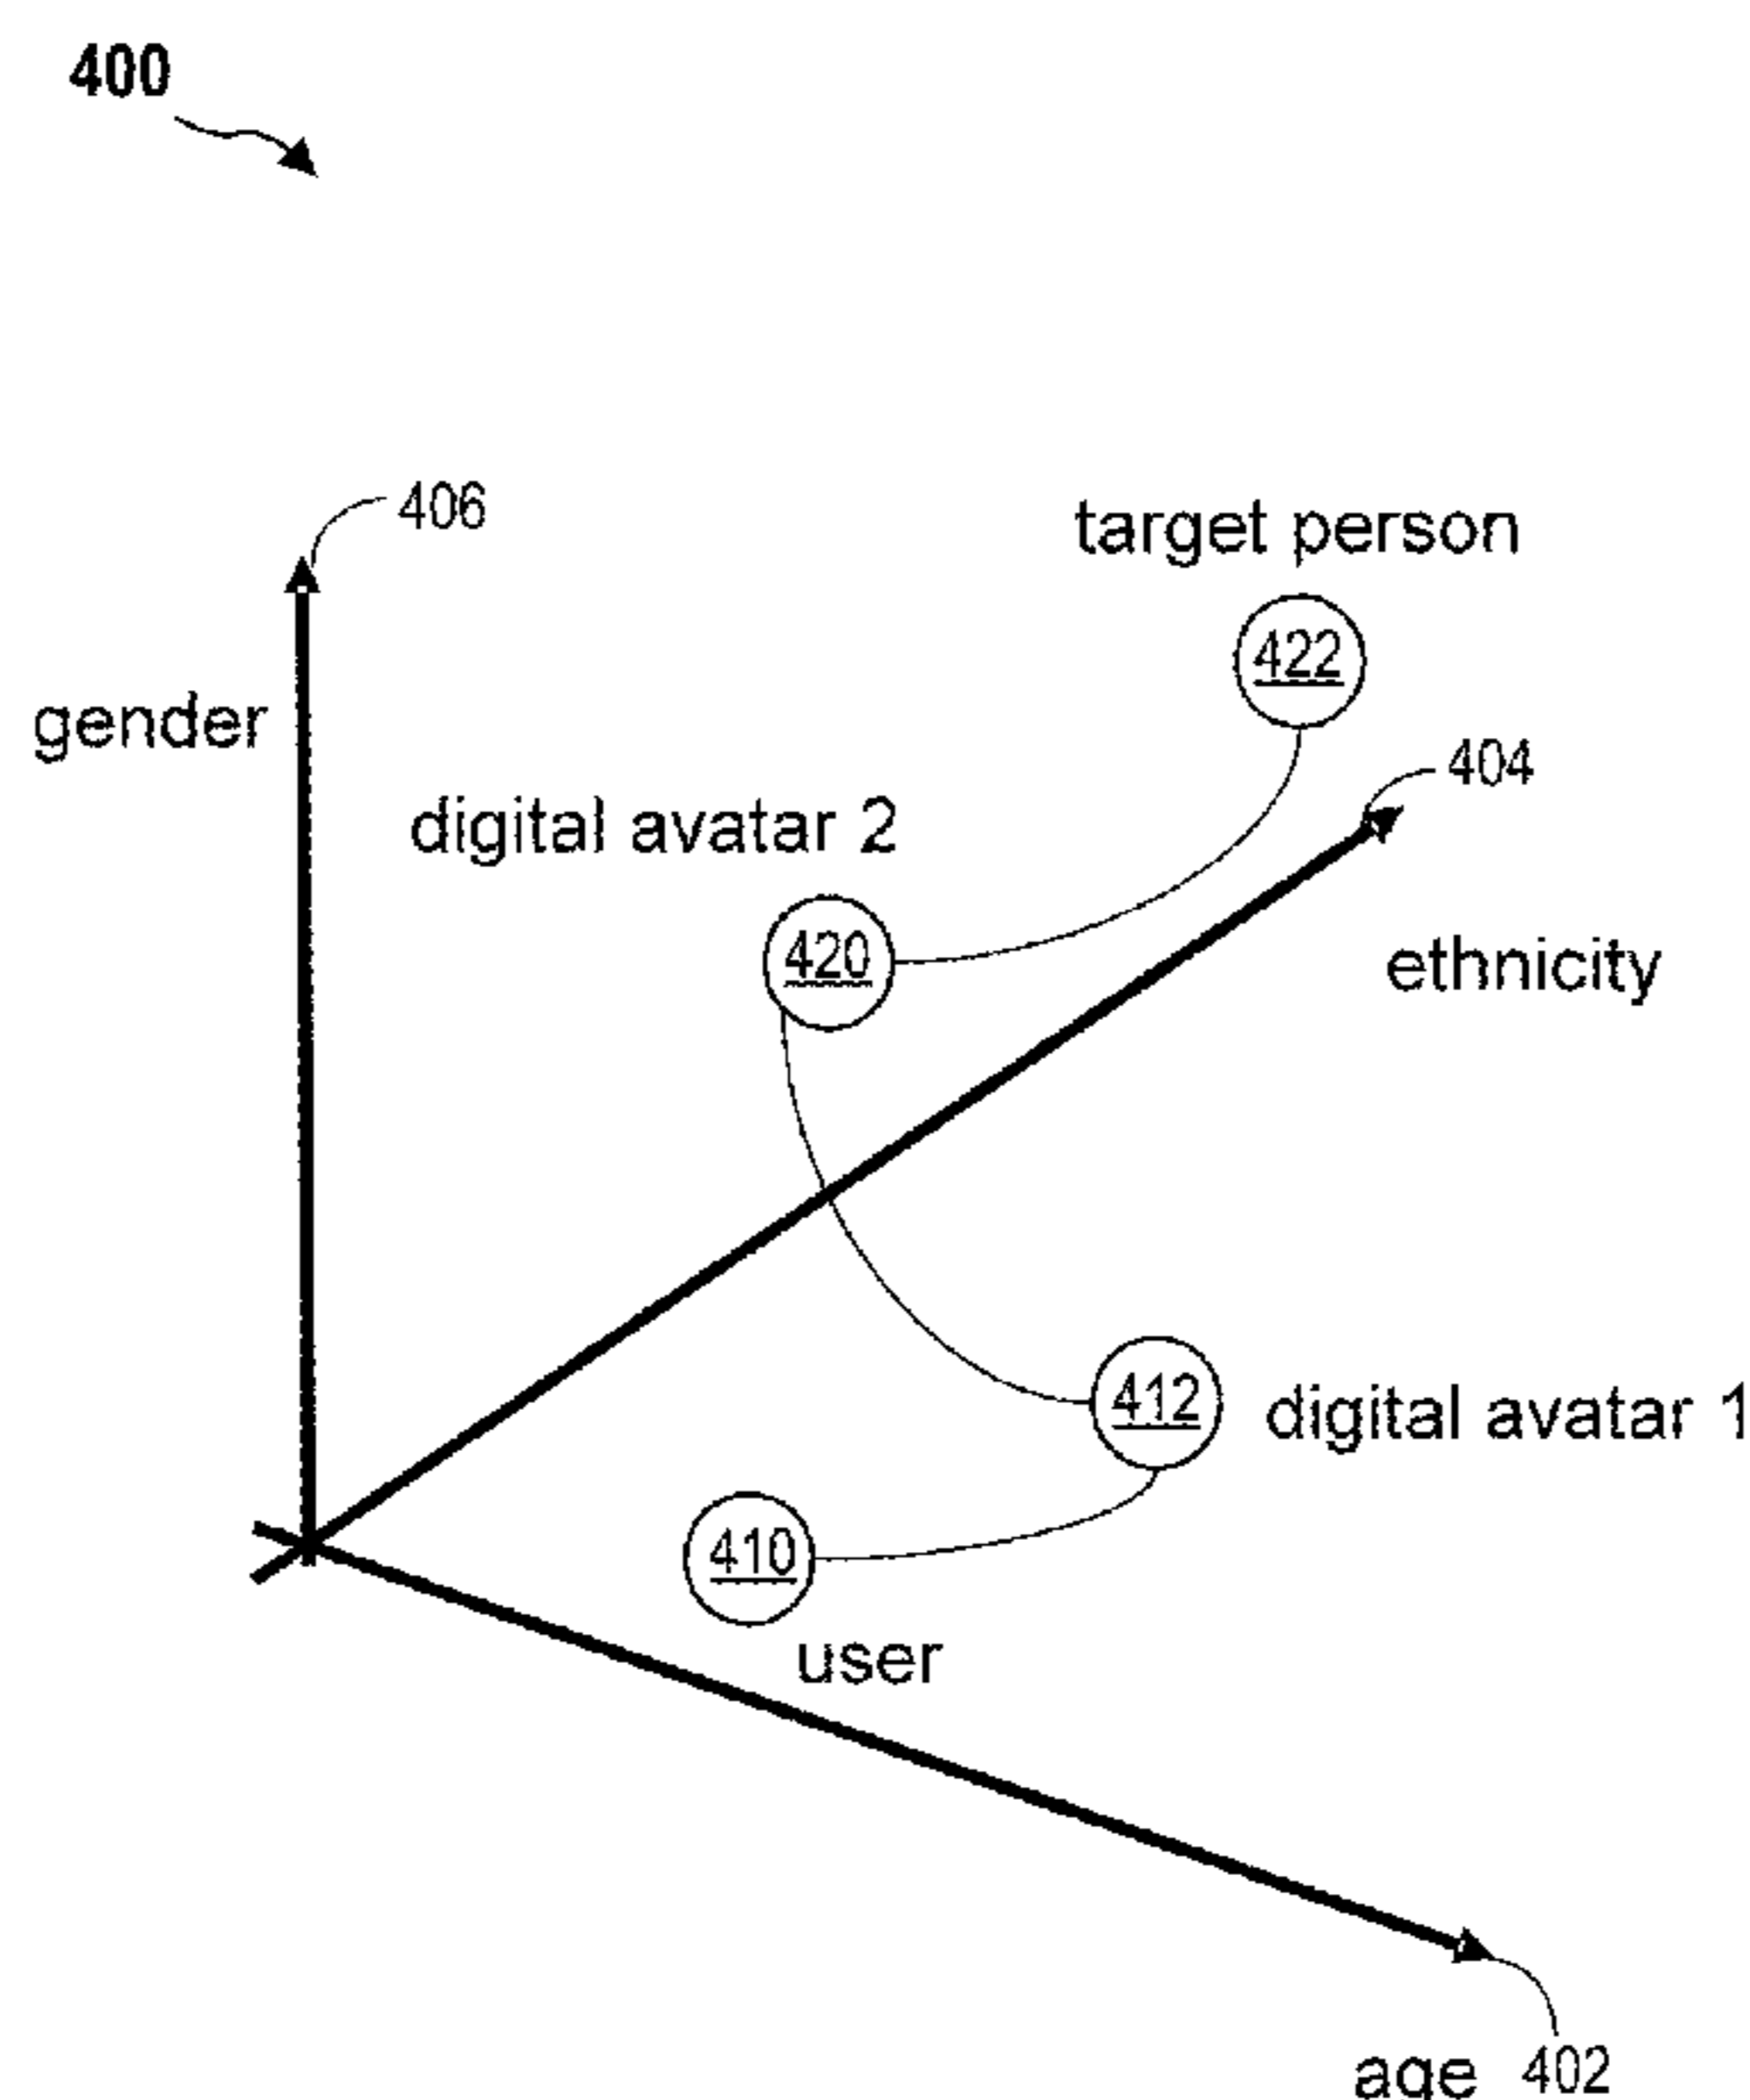 400
406
target person
422
gender
404
digital avatar 2
420
ethnicity
412
digital avatar 1
410
user
age 402